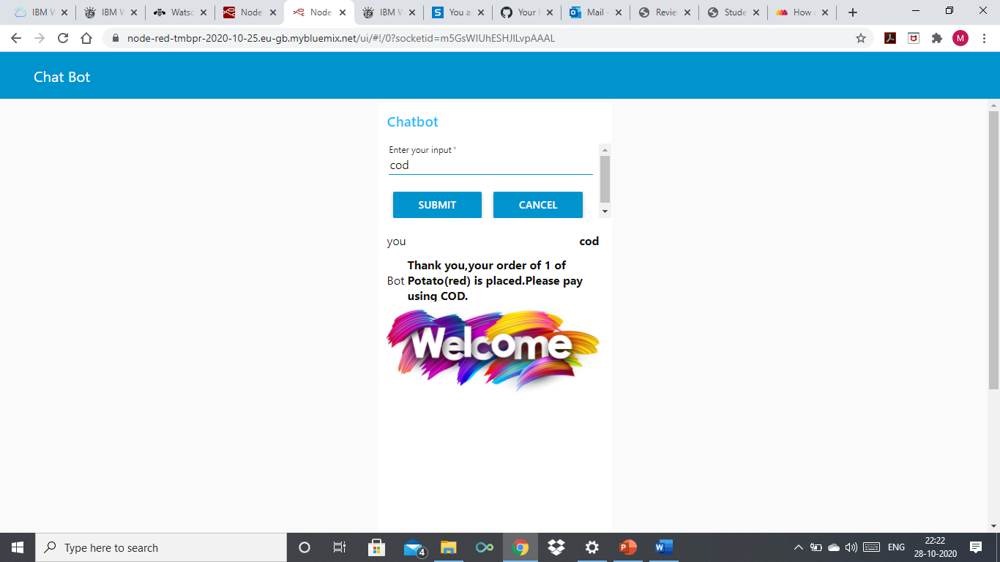 IBM W
IBM W
Watsc
Node
Node
IBM W
You a
Your
Mail -
Revie
Stude
How
node-red-tmbpr-2020-10-25.eu-gb.mybluemix.net/ui/#!/0?socketid=m5GsWIUhESHJILvpAAAL
M
Chat Bot
Chatbot
Enter your input *
cod
SUBMIT
CANCEL
you
cod
Thank you,your order of 1 of
Bot Potato(red) is placed.Please pay
using COD.
Welcome
Type here to search
4
ENG
22:22
28-10-2020